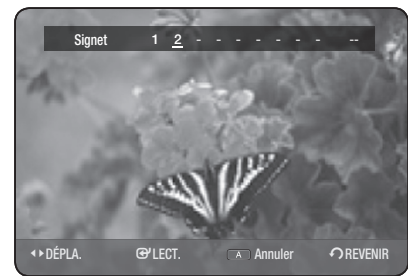 Signet 1 2 - - - - - - - --
DÉPLA. LECT. A Annuler REVENIR